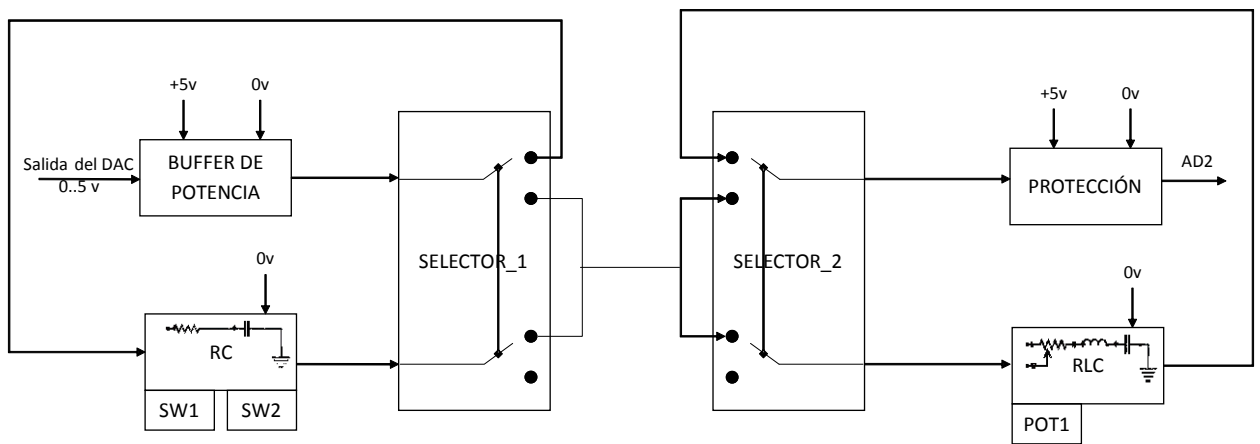 +5v
0v
Salida del DAC
0..5 v
BUFFER DE
POTENCIA
SELECTOR_1
0v
RC
SW1
SW2
SELECTOR_2
+5v
0v
PROTECCIÓN
AD2
0v
RLC
POT1